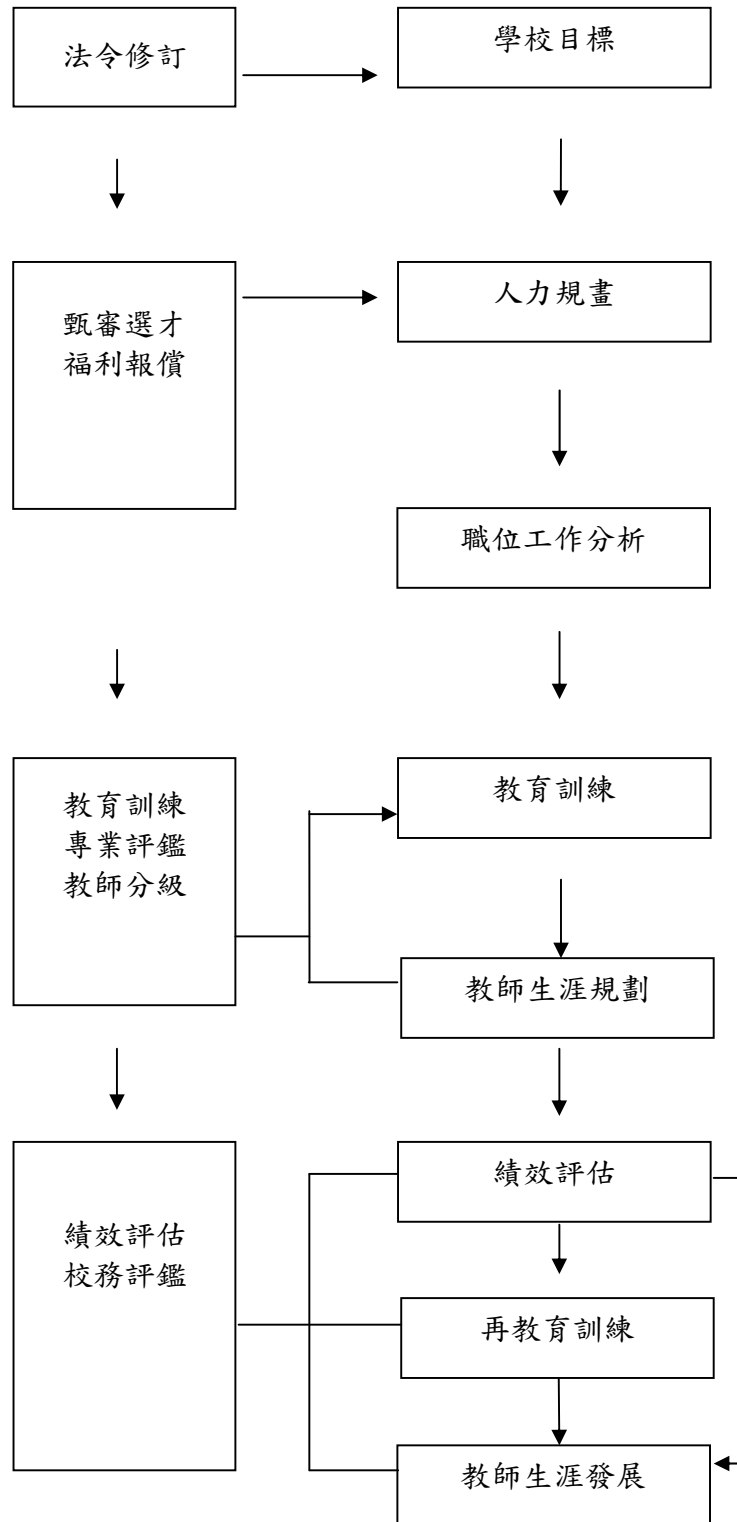 法令修訂
學校目標
甄審選才
福利報償
人力規畫
職位工作分析
教育訓練
專業評鑑
教師分級
教育訓練
教師生涯規劃
績效評估
校務評鑑
績效評估
再教育訓練
教師生涯發展